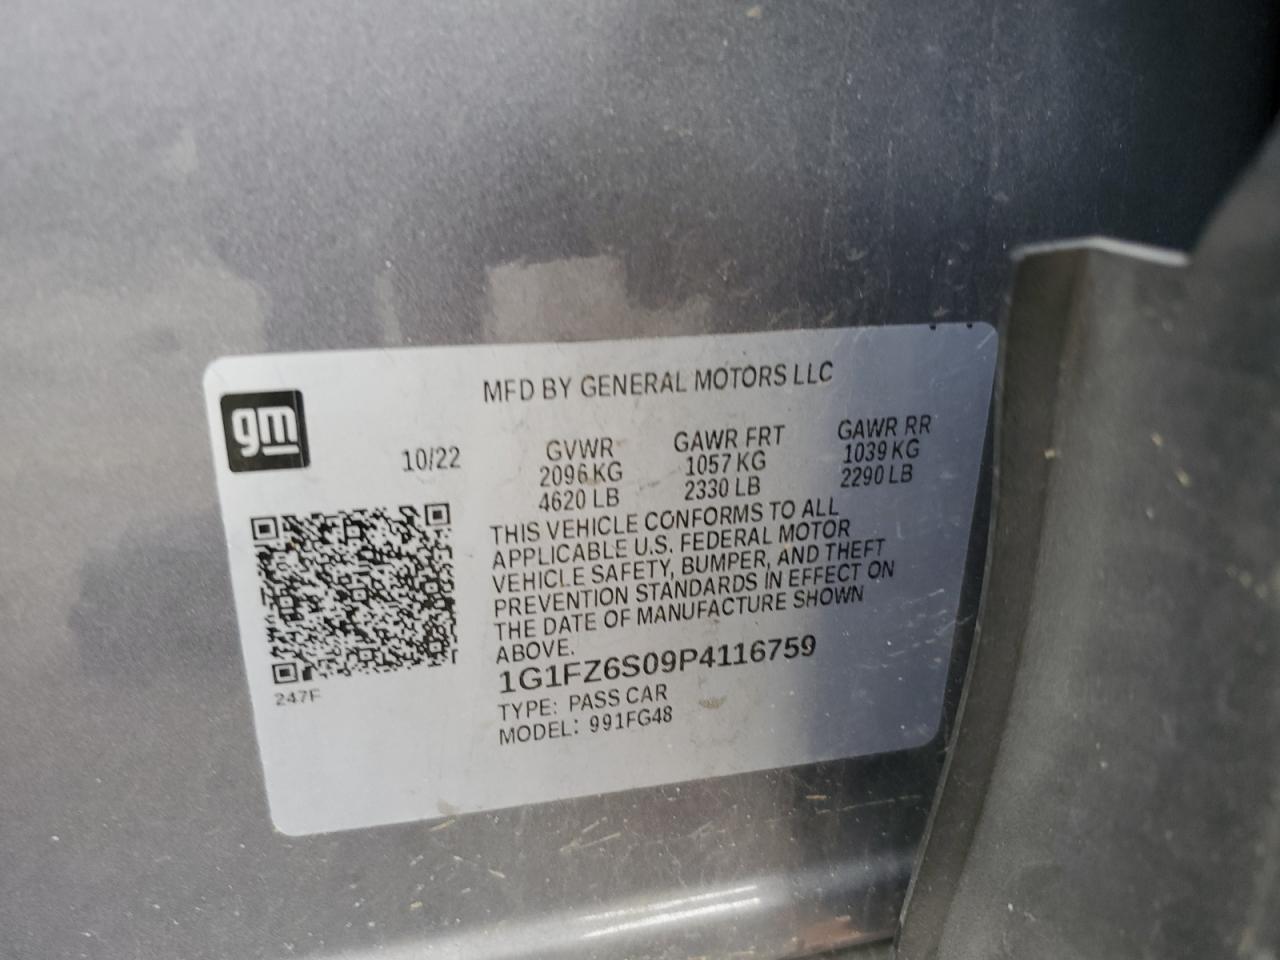 MFD BY GENERAL MOTORS LLC
gm
10/22 GVWR GAWR FRT GAWR RR
2096 KG 1057 KG 1039 KG
4620 LB 2330 LB 2290 LB
THIS VEHICLE CONFORMS TO ALL
APPLICABLE U.S. FEDERAL MOTOR
VEHICLE SAFETY, BUMPER, AND THEFT
PREVENTION STANDARDS IN EFFECT ON
THE DATE OF MANUFACTURE SHOWN
ABOVE.
1G1FZ6S09P4116759
247F
TYPE: PASS CAR
MODEL: 991FG48